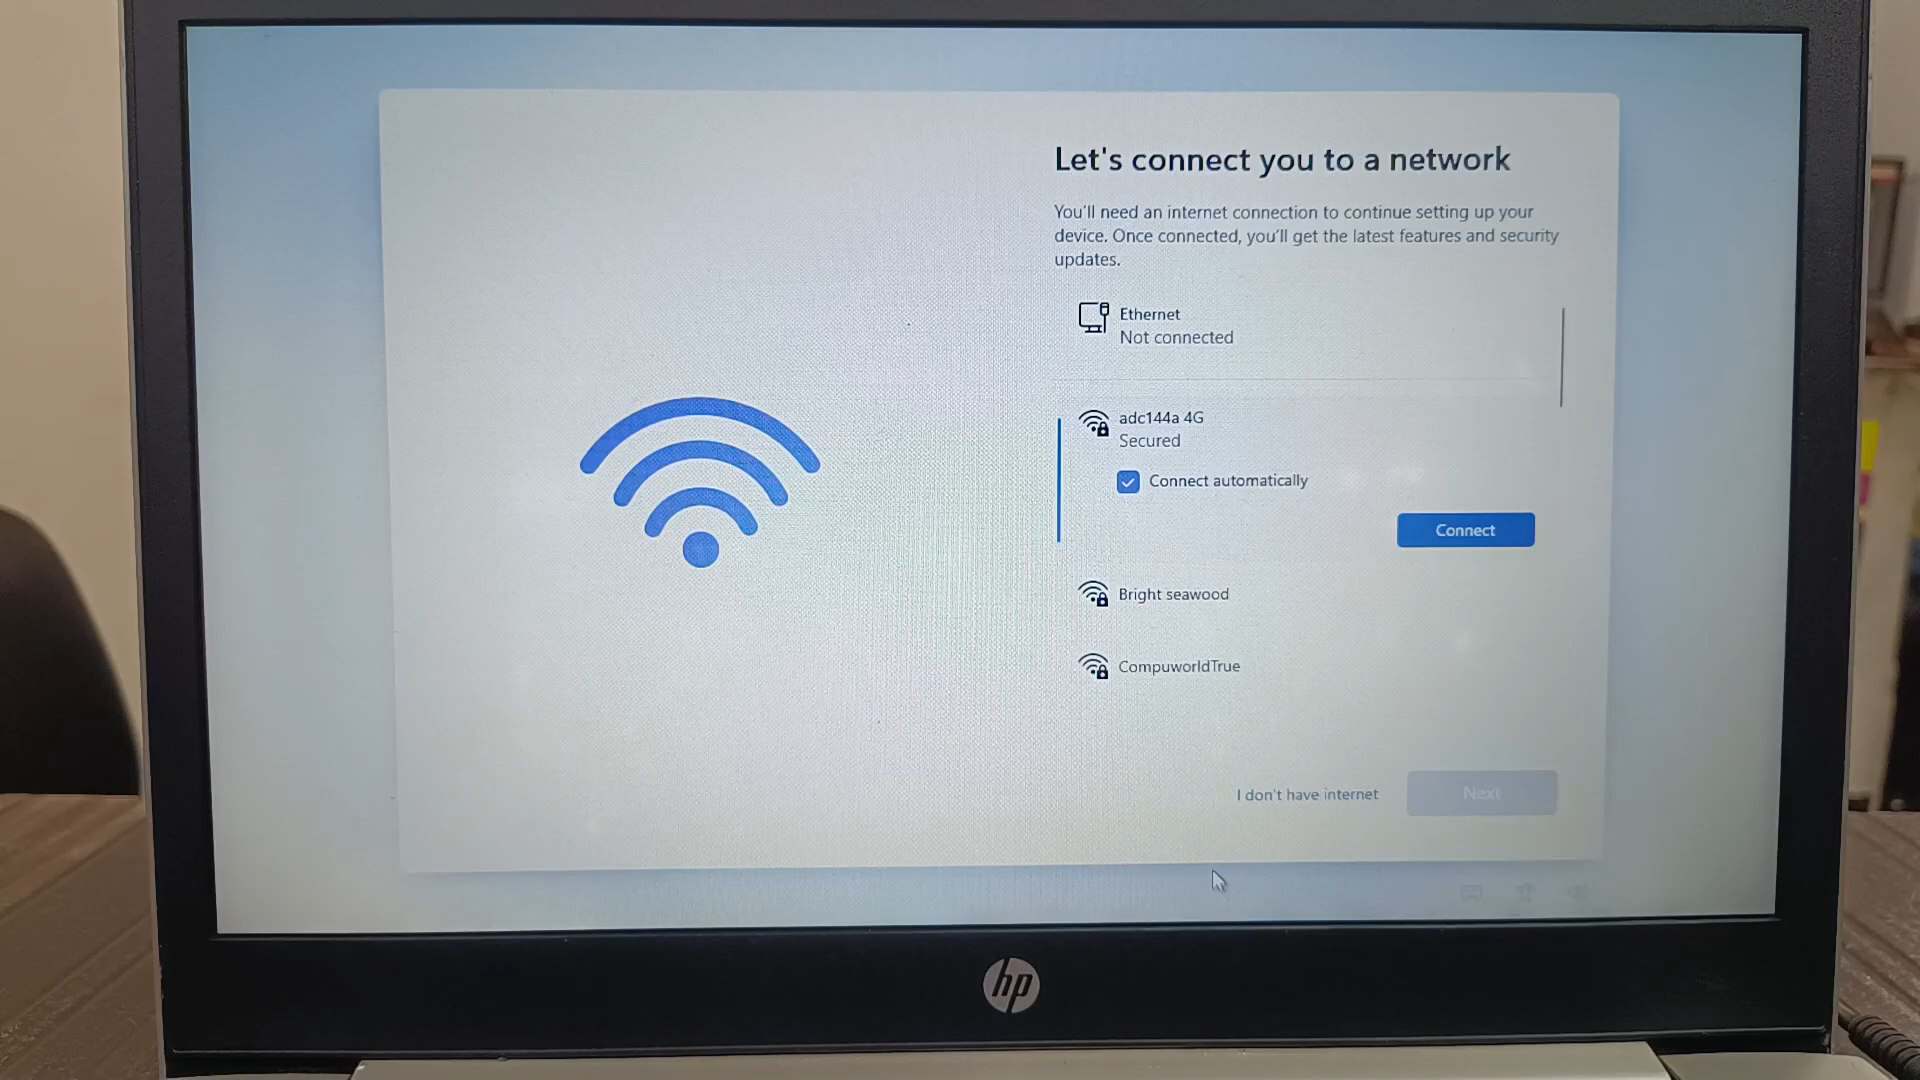 Let's connect you to a network
You'll need an internet connection to continue setting up your
device. Once connected, you'll get the latest features and security
updates.
Ethernet
Not connected
adc144a 4G
Secured
Connect automatically
Connect
Bright seawood
CompuworldTrue
I don't have internet
Next
hp